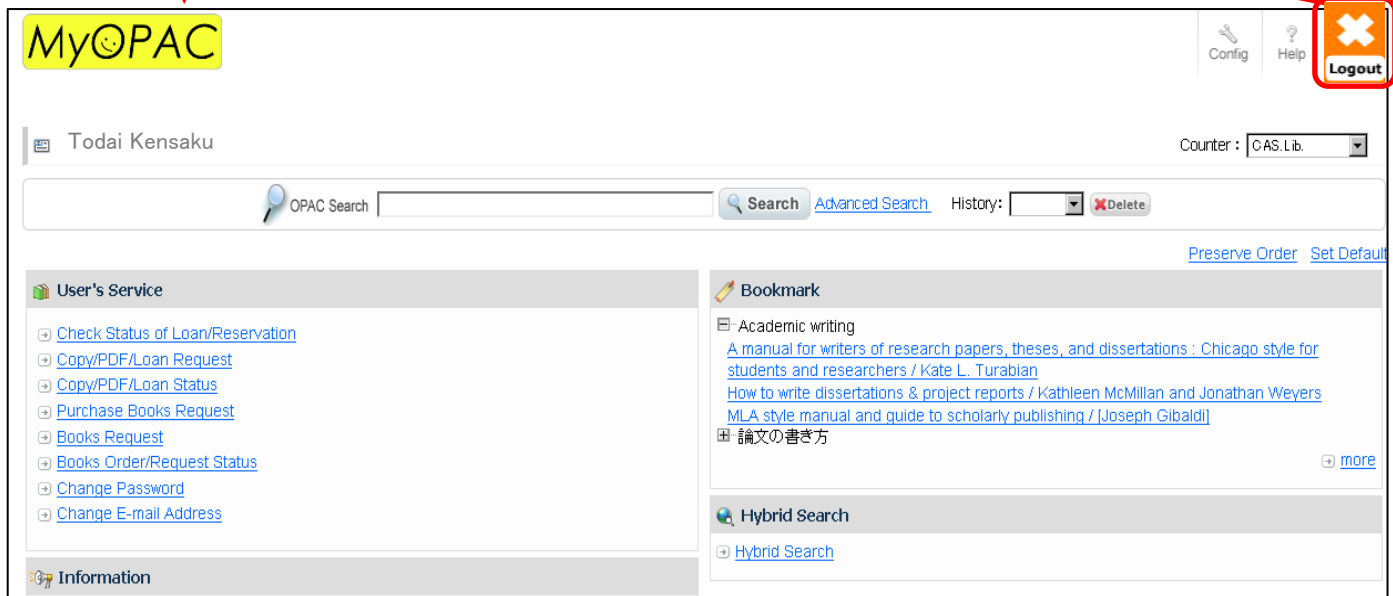 MyOPAC
Config
Help
Logout
Todai Kensaku
Counter : CAS.Lib.
OPAC Search
Search
Advanced Search
History:
Delete
Preserve Order
Set Default
User's Service
Check Status of Loan/Reservation
Copy/PDF/Loan Request
Copy/PDF/Loan Status
Purchase Books Request
Books Request
Books Order/Request Status
Change Password
Change E-mail Address
Information
Bookmark
Academic writing
A manual for writers of research papers, theses, and dissertations : Chicago style for
students and researchers / Kate L. Turabian
How to write dissertations & project reports / Kathleen McMillan and Jonathan Weyers
MLA style manual and guide to scholarly publishing / [Joseph Gibaldi]
論文の書き方
more
Hybrid Search
Hybrid Search